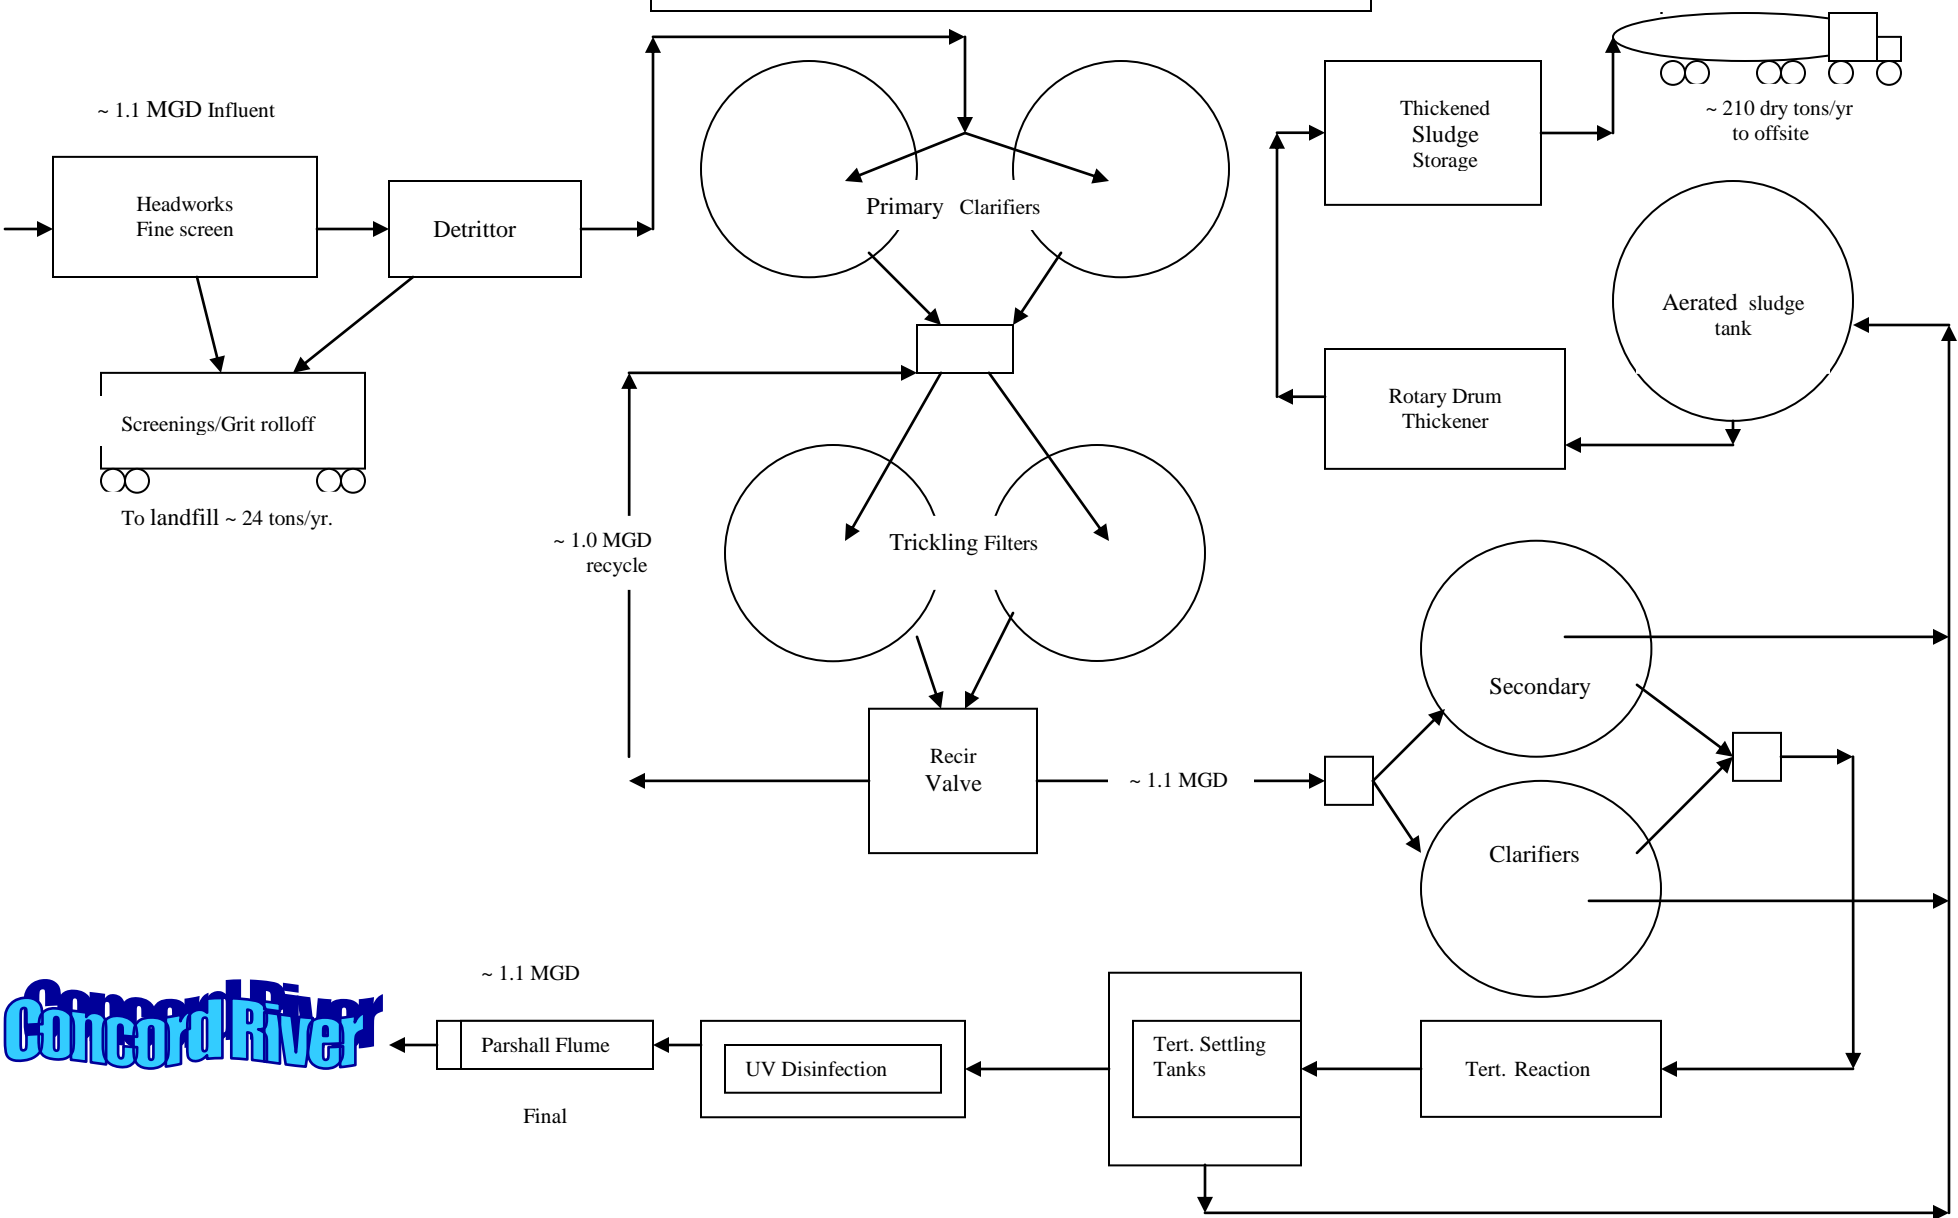 ~ 1.1 MGD Influent
Headworks
Fine screen
Detrittor
Screenings/Grit rolloff
To landfill ~ 24 tons/yr.
Primary Clarifiers
~ 1.0 MGD
recycle
Trickling Filters
Recir
Valve
~ 1.1 MGD
Thickened
Sludge
Storage
~ 210 dry tons/yr
to offsite
Aerated sludge
tank
Rotary Drum
Thickener
Secondary
Clarifiers
Tert. Reaction
Tert. Settling
Tanks
UV Disinfection
~ 1.1 MGD
Parshall Flume
Final
Concord River